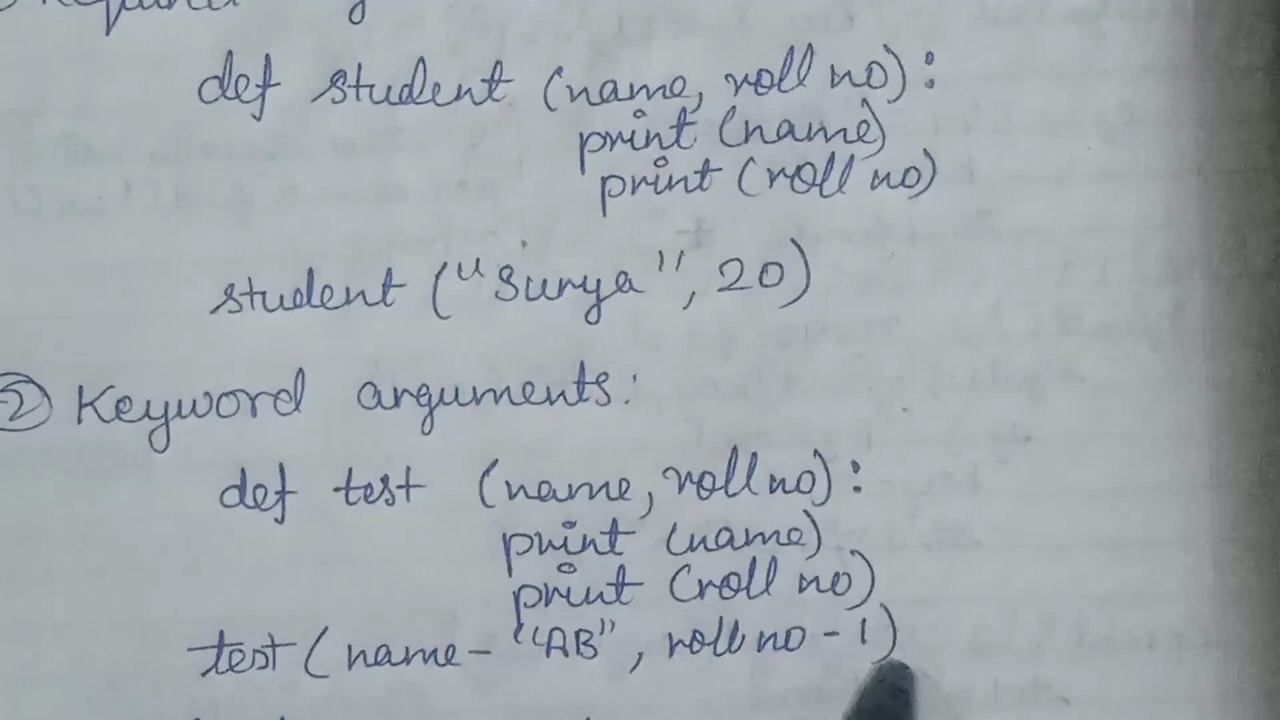 def student (name, roll no):
print (name)
print (roll no)
student ("Surya", 20)
② Keyword arguments:
def test (name, roll no):
print (name)
print (roll no)
test (name- "AB", roll no - 1)